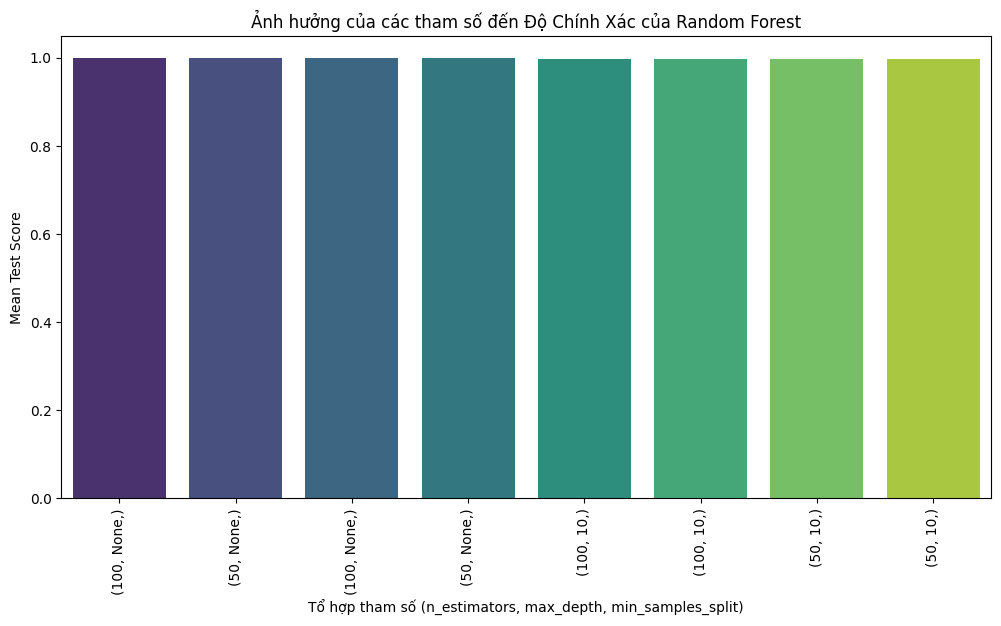 Ảnh hưởng của các tham số đến Độ Chính Xác của Random Forest
Mean Test Score
1.0
0.8
0.6
0.4
0.2
0.0
(100, None,)
(50, None,)
(100, None,)
(50, None,)
(100, 10,)
(100, 10,)
(50, 10,)
(50, 10,)
Tổ hợp tham số (n_estimators, max_depth, min_samples_split)